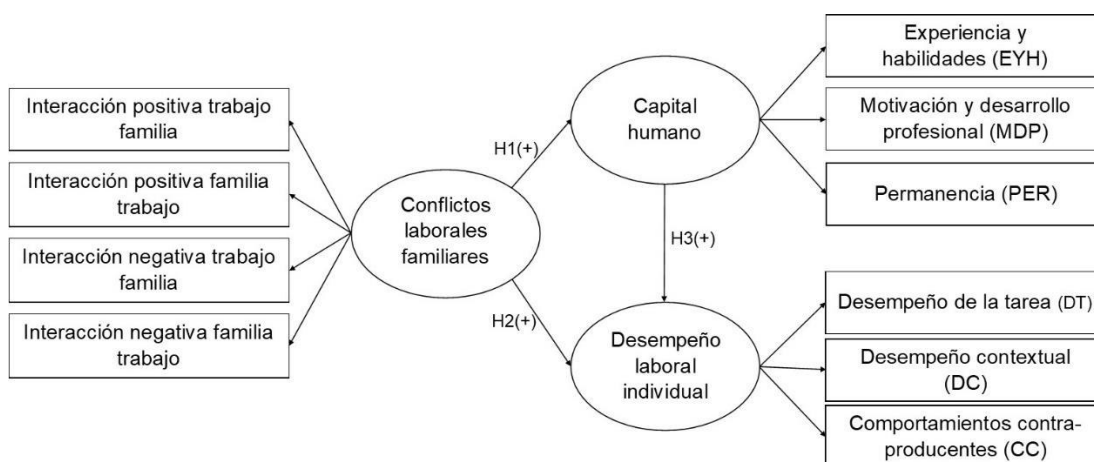 Interacción positiva trabajo
familia
Interacción positiva familia
trabajo
Interacción negativa trabajo
familia
Interacción negativa familia
trabajo
Conflictos
laborales
familiares
H1(+)
H2(+)
Capital
humano
H3(+)
Desempeño
laboral
individual
Experiencia y
habilidades (EYH)
Motivación y desarrollo
profesional (MDP)
Permanencia (PER)
Desempeño de la tarea (DT)
Desempeño contextual
(DC)
Comportamientos contra-
producentes (CC)